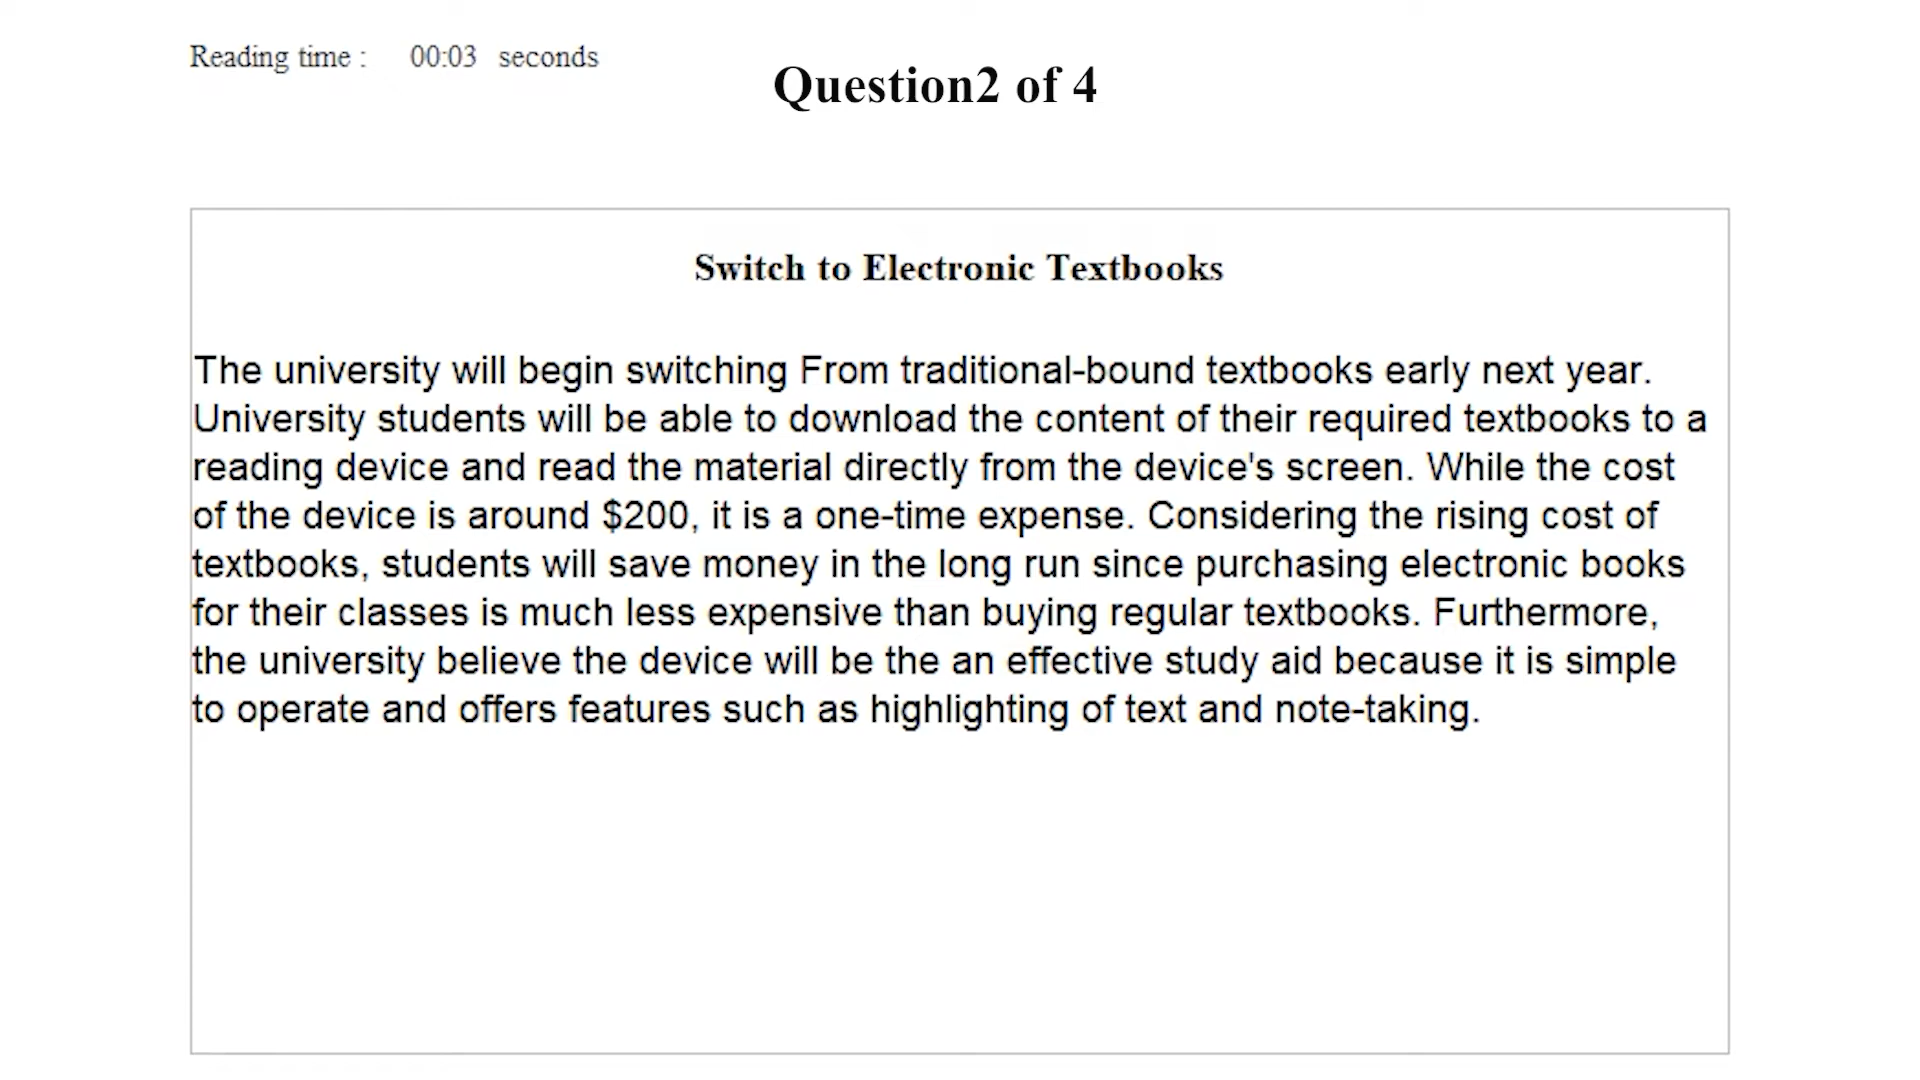 Reading time : 00:03 seconds
Question2 of 4
Switch to Electronic Textbooks
The university will begin switching From traditional-bound textbooks early next year.
University students will be able to download the content of their required textbooks to a
reading device and read the material directly from the device's screen. While the cost
of the device is around $200, it is a one-time expense. Considering the rising cost of
textbooks, students will save money in the long run since purchasing electronic books
for their classes is much less expensive than buying regular textbooks. Furthermore,
the university believe the device will be the an effective study aid because it is simple
to operate and offers features such as highlighting of text and note-taking.